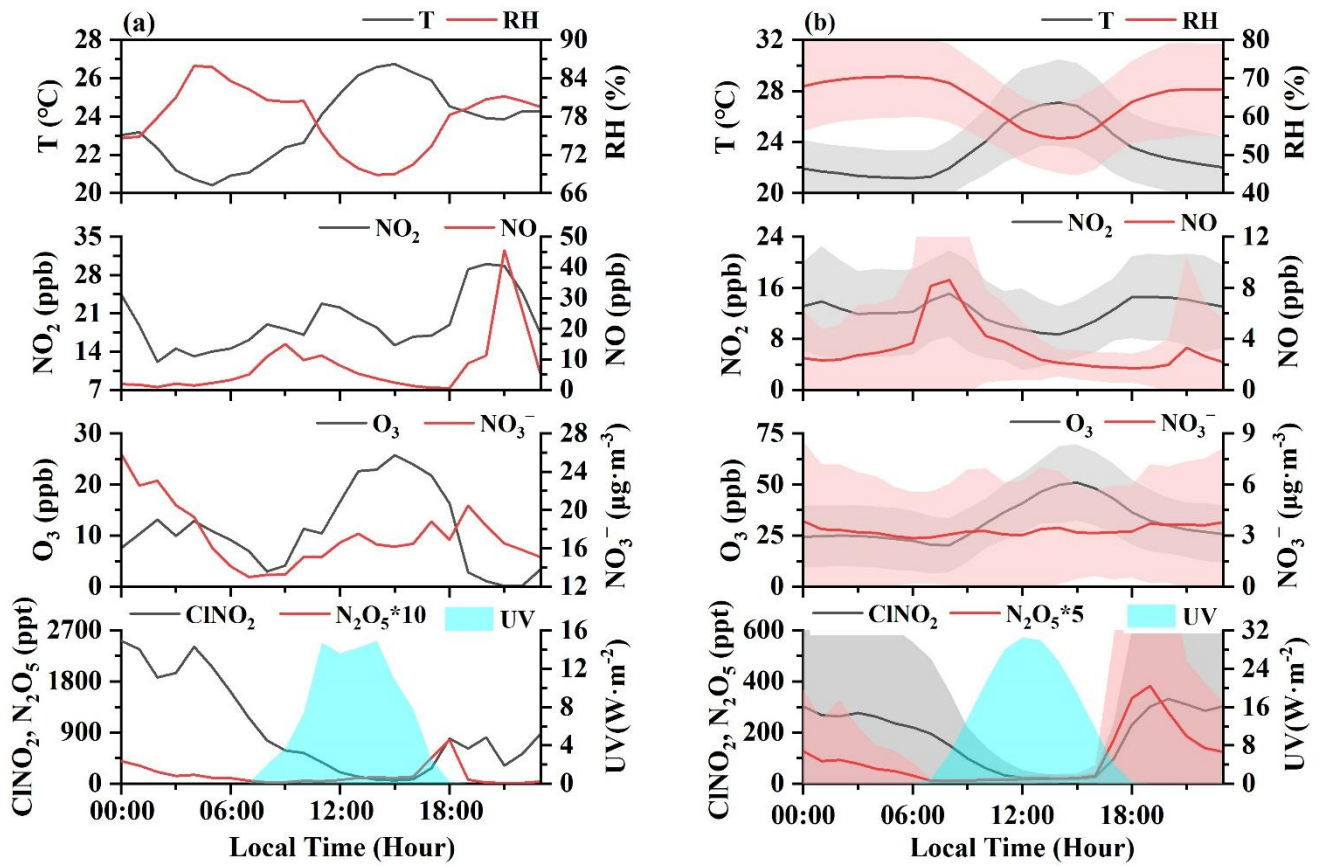 (a) T RH
28 90
26 84
24 78
22 72
20 66
T (℃) RH (%)
NO₂ NO
35 50
28 40
21 30
20
14 10
7 0
NO₂ (ppb) NO (ppb)
O₃ NO₃⁻
30 28
20 24
20
10 16
0 12
O₃ (ppb) NO₃⁻ (μg·m⁻³)
ClNO₂ N₂O₅*10 UV
2700 16
1800 12
8
900 4
0 0
ClNO₂, N₂O₅ (ppt) UV(W·m⁻²)
00:00 06:00 12:00 18:00
Local Time (Hour)
(b) T RH
32 80
28 70
60
24 50
20 40
T (℃) RH (%)
NO₂ NO
24 12
16 8
8 4
0 0
NO₂ (ppb) NO (ppb)
O₃ NO₃⁻
75 9
50 6
25 3
0 0
O₃ (ppb) NO₃⁻ (μg·m⁻³)
ClNO₂ N₂O₅*5 UV
600 32
400 24
16
200 8
0 0
ClNO₂, N₂O₅ (ppt) UV(W·m⁻²)
00:00 06:00 12:00 18:00
Local Time (Hour)